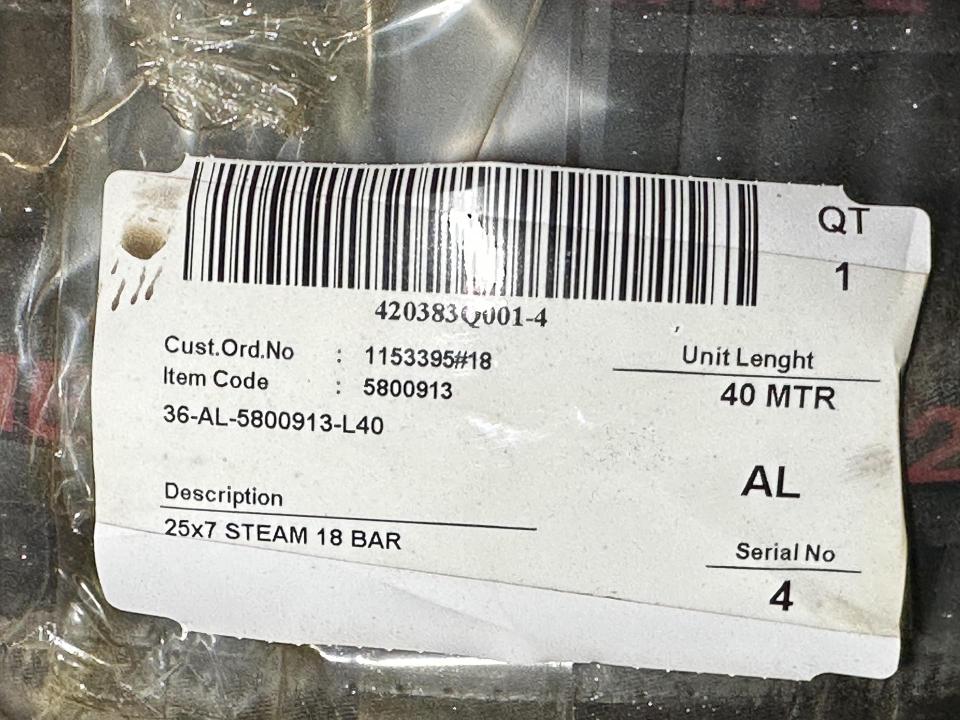 QT
1
420383Q001-4
Cust.Ord.No : 1153395#18
Item Code : 5800913
36-AL-5800913-L40
Unit Lenght
40 MTR
AL
Description
25x7 STEAM 18 BAR
Serial No
4